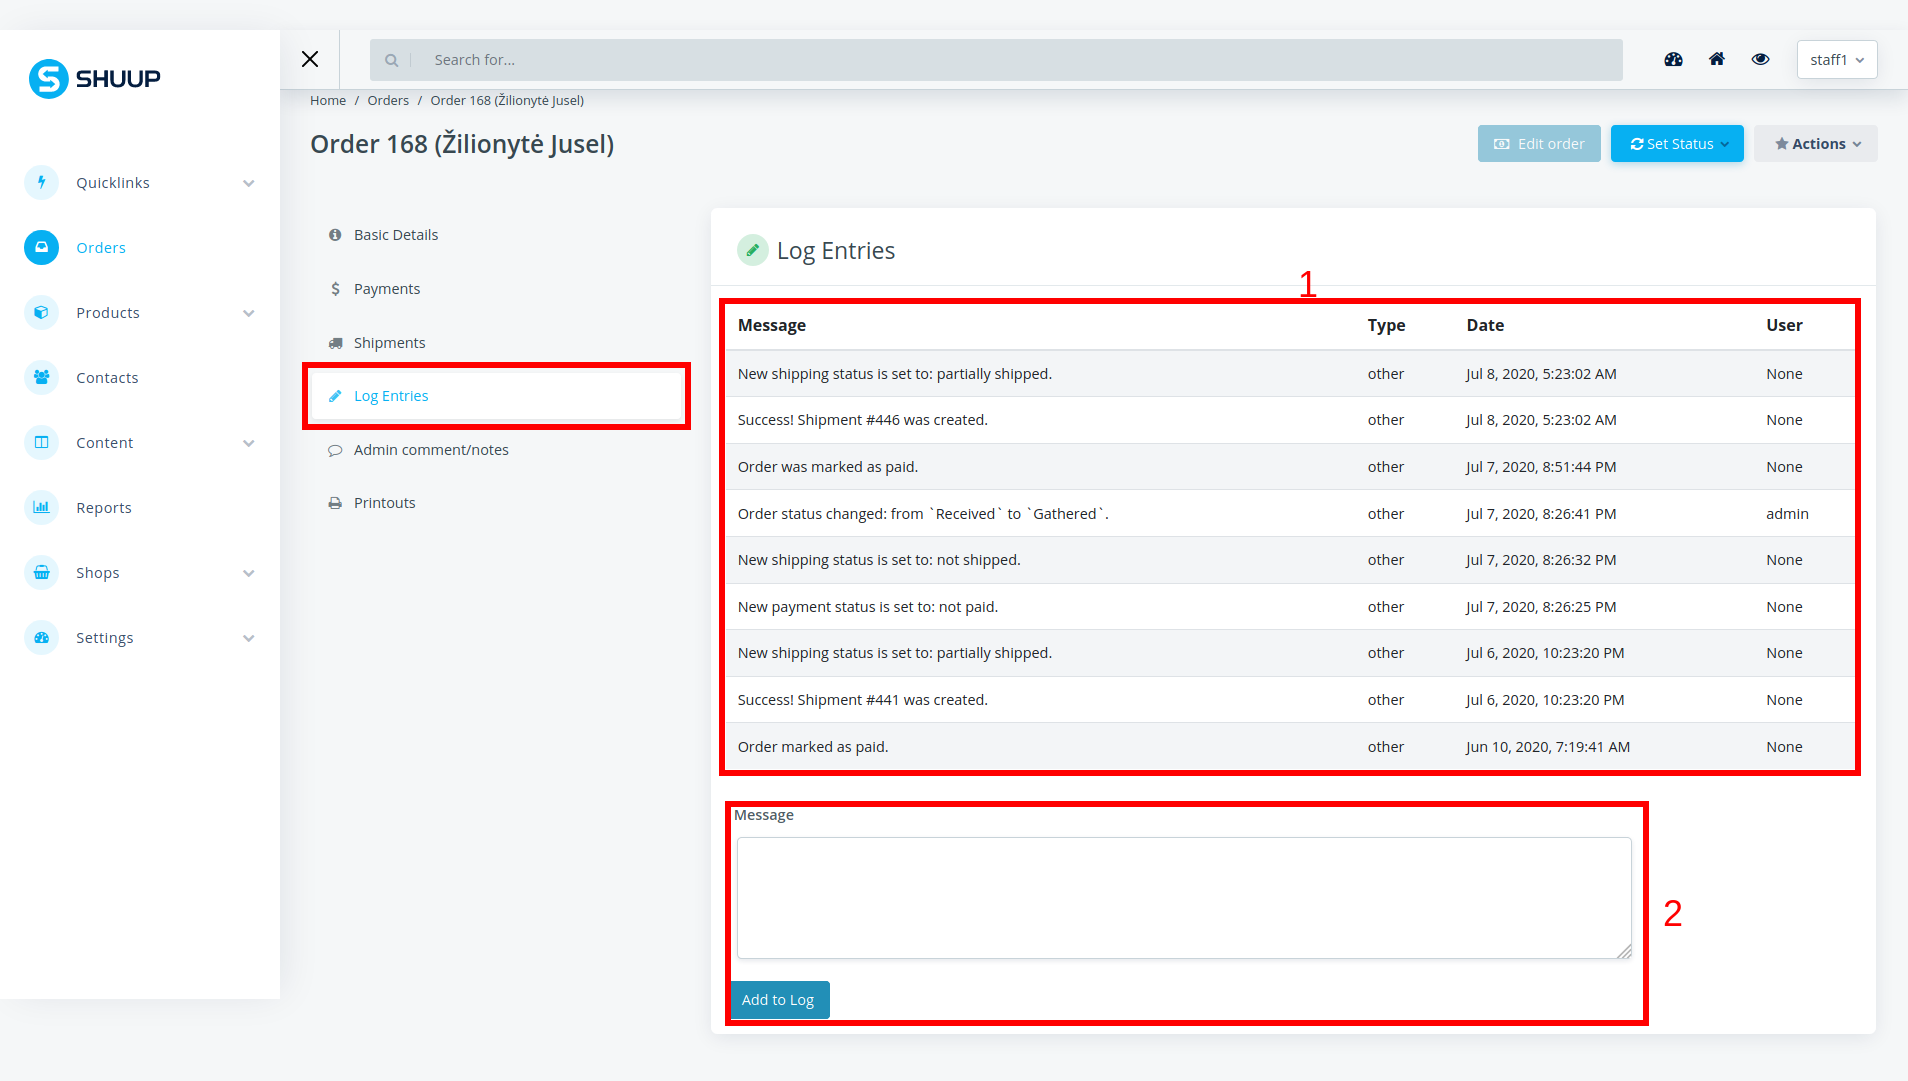 SHUUP
Search for...
staff1
Home / Orders / Order 168 (Žilionytė Jusel)
Order 168 (Žilionytė Jusel)
Edit order
Set Status
Actions
Quicklinks
Orders
Products
Contacts
Content
Reports
Shops
Settings
Basic Details
Payments
Shipments
Log Entries
Admin comment/notes
Printouts
Log Entries
1
Message Type Date User
New shipping status is set to: partially shipped. other Jul 8, 2020, 5:23:02 AM None
Success! Shipment #446 was created. other Jul 8, 2020, 5:23:02 AM None
Order was marked as paid. other Jul 7, 2020, 8:51:44 PM None
Order status changed: from `Received` to `Gathered`. other Jul 7, 2020, 8:26:41 PM admin
New shipping status is set to: not shipped. other Jul 7, 2020, 8:26:32 PM None
New payment status is set to: not paid. other Jul 7, 2020, 8:26:25 PM None
New shipping status is set to: partially shipped. other Jul 6, 2020, 10:23:20 PM None
Success! Shipment #441 was created. other Jul 6, 2020, 10:23:20 PM None
Order marked as paid. other Jun 10, 2020, 7:19:41 AM None
Message
2
Add to Log